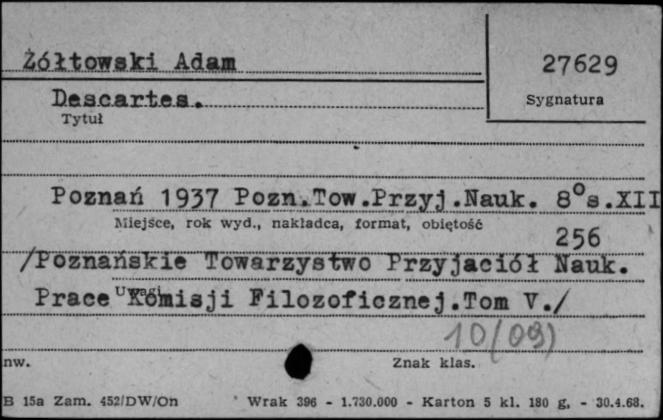 Żółtowski Adam
27629
Descartes.
Sygnatura
Tytuł
Poznań 1937 Pozn.Tow.Przyj.Nauk. 8°s.XII
Miejsce, rok wyd., nakładca, format, objętość
256
/Poznańskie Towarzystwo Przyjaciół Nauk.
Uwagi
Prace Komisji Filozoficznej.Tom V./
10(09)
nw.
Znak klas.
B 15a Zam. 452/DW/On Wrak 396 - 1.730.000 - Karton 5 kl. 180 g, - 30.4.68.